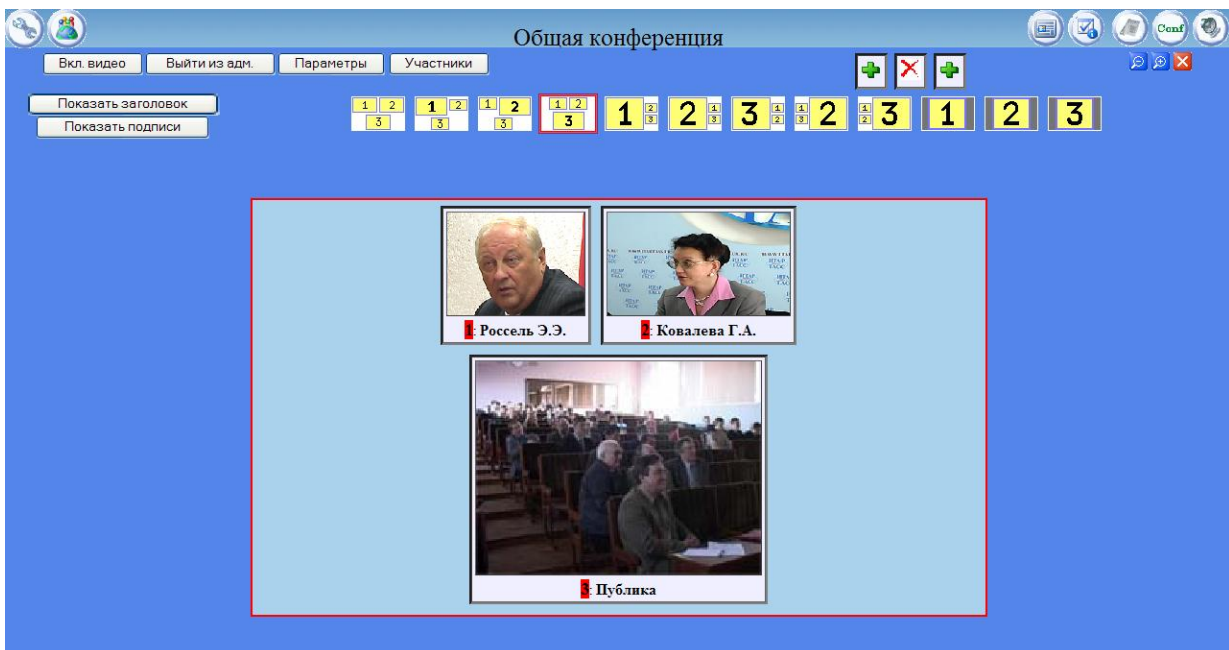 Общая конференция
Conf
Вкл. видео Выйти из адм. Параметры Участники
Показать заголовок
Показать подписи
1 2 3 1 2 3 1 2 3 1 2 3 1 2 3 2 1 3 3 1 2 1 3 2 1 2 3 1 2 3
1: Россель Э.Э. 2: Ковалева Г.А.
3: Публика